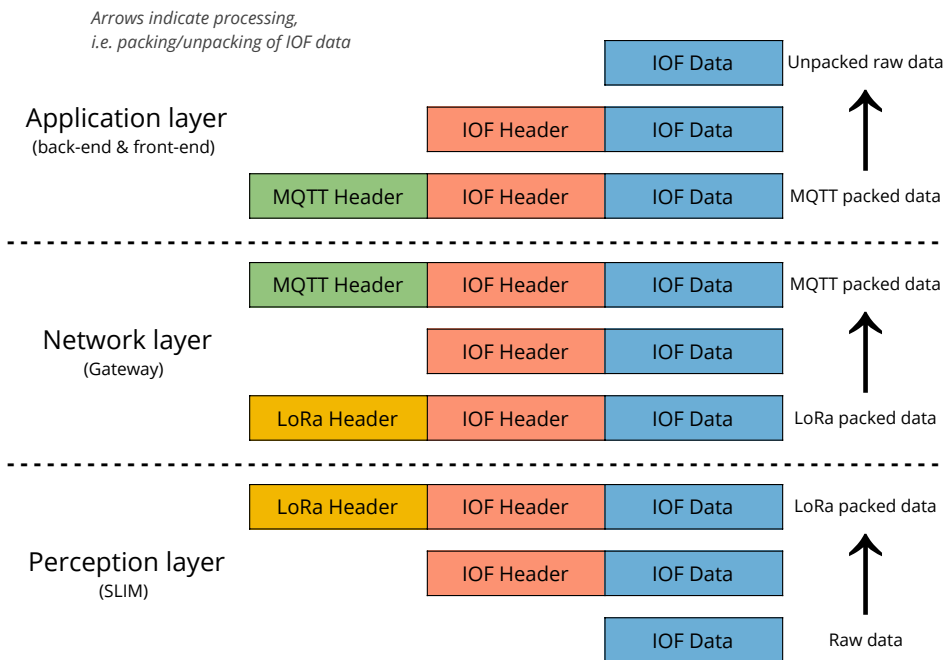 Arrows indicate processing,
i.e. packing/unpacking of IOF data
IOF Data
Unpacked raw data
Application layer
(back-end & front-end)
IOF Header
IOF Data
MQTT Header
IOF Header
IOF Data
MQTT packed data
MQTT Header
IOF Header
IOF Data
MQTT packed data
Network layer
(Gateway)
IOF Header
IOF Data
LoRa Header
IOF Header
IOF Data
LoRa packed data
LoRa Header
IOF Header
IOF Data
LoRa packed data
Perception layer
(SLIM)
IOF Header
IOF Data
IOF Data
Raw data